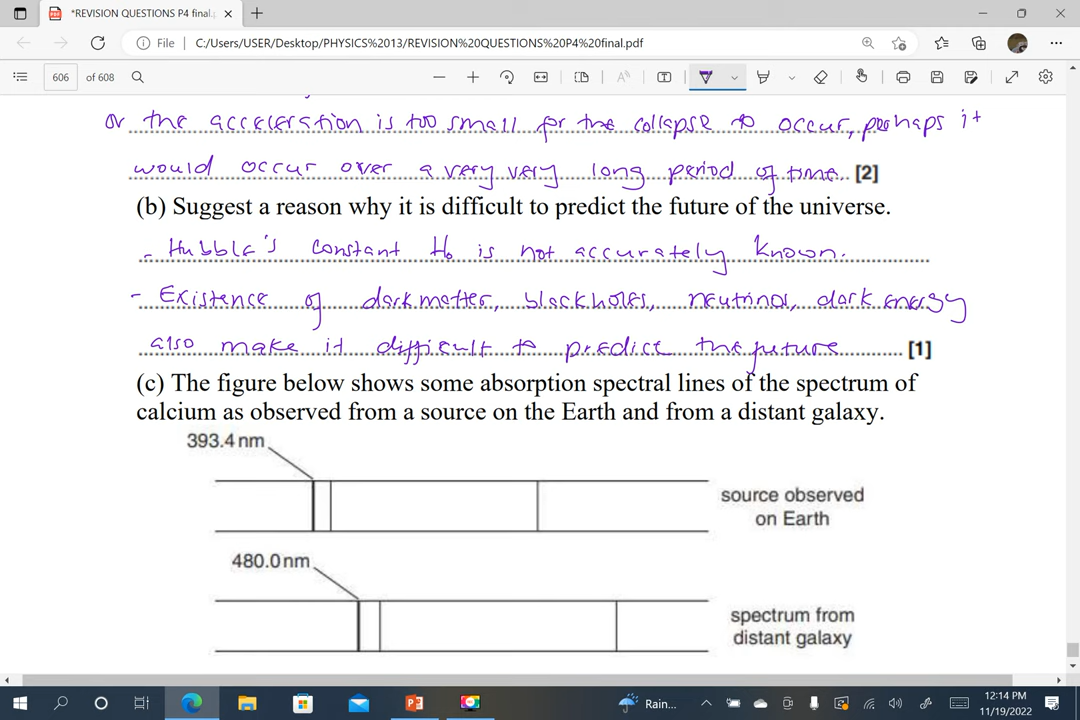 *REVISION QUESTIONS P4 final.
File C:/Users/USER/Desktop/PHYSICS%2013/REVISION%20QUESTIONS%20P4%20final.pdf
606 of 608
or the acceleration is too small for the collapse to occur, perhaps it
would occur over a very very long period of time. [2]
(b) Suggest a reason why it is difficult to predict the future of the universe.
- Hubble's constant H₀ is not accurately known.
- Existence of dark matter, blackholes, neutrinos, dark energy
also make it difficult to predict the future [1]
(c) The figure below shows some absorption spectral lines of the spectrum of
calcium as observed from a source on the Earth and from a distant galaxy.
393.4 nm
source observed
on Earth
480.0 nm
spectrum from
distant galaxy
Rain...
12:14 PM
11/19/2022